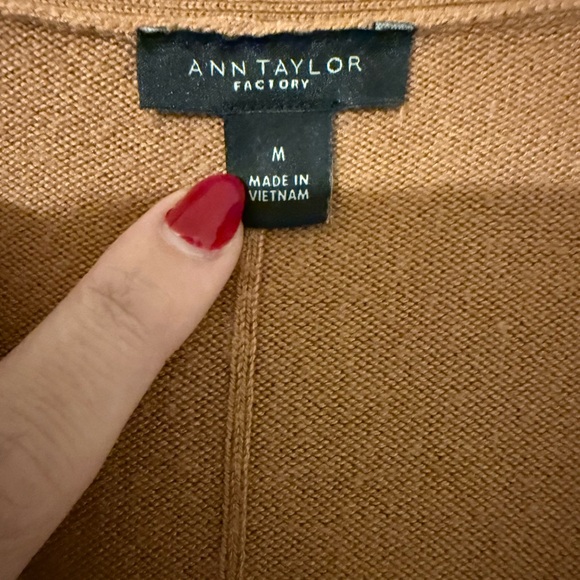 ANN TAYLOR
FACTORY
M
MADE IN
VIETNAM